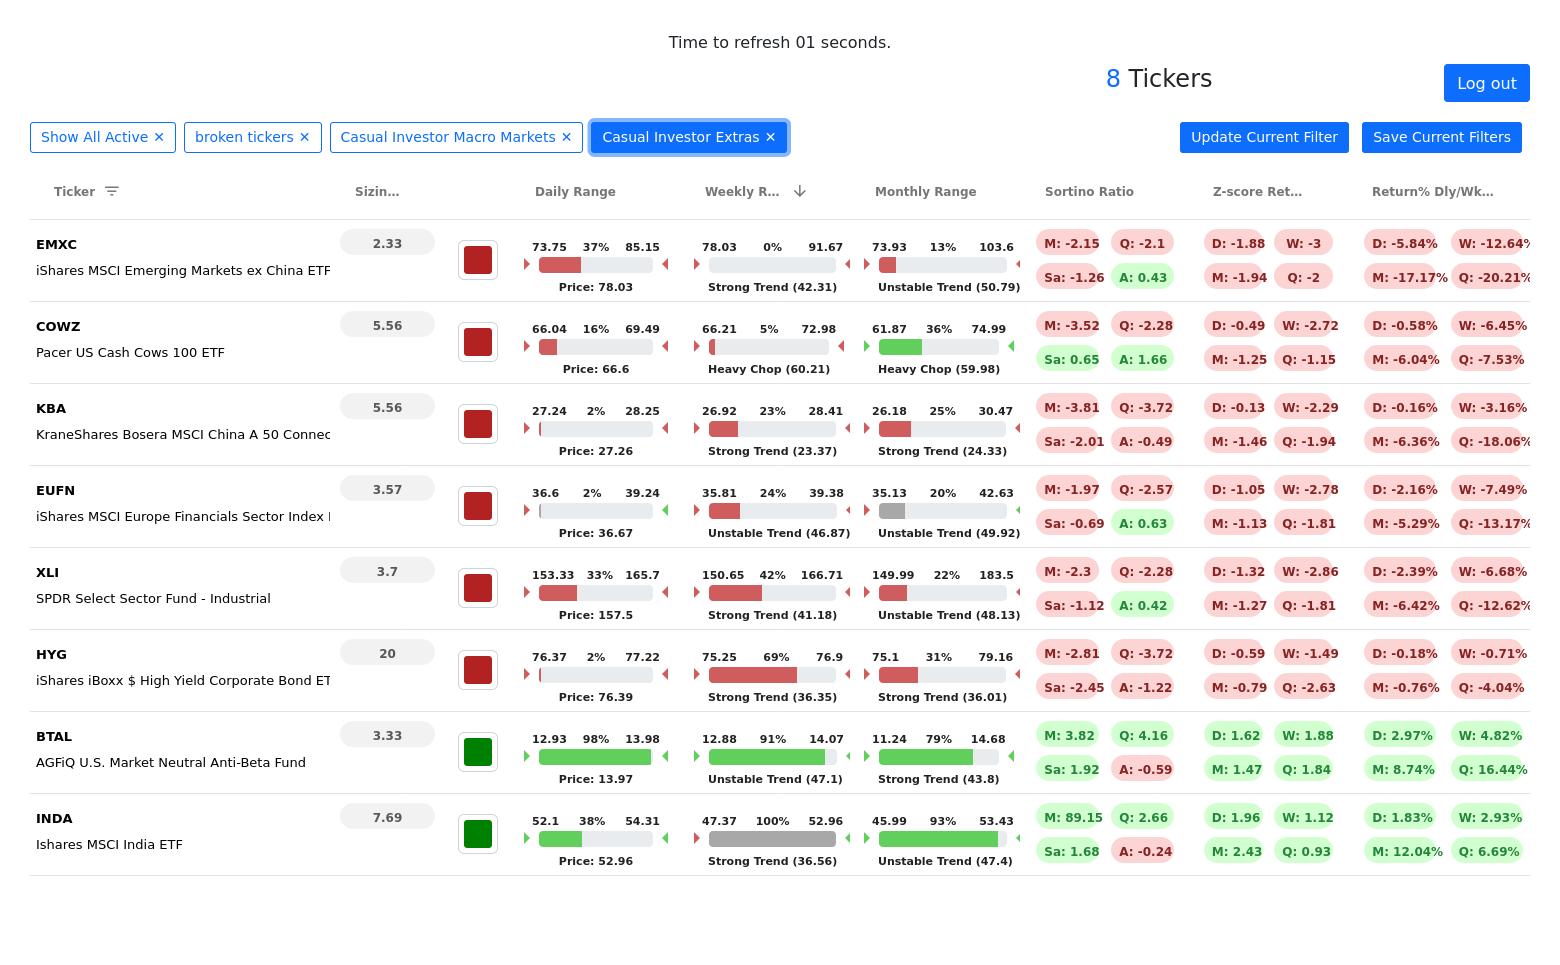 Time to refresh 01 seconds.
8 Tickers
Log out
Show All Active ✕ broken tickers ✕ Casual Investor Macro Markets ✕ Casual Investor Extras ✕ Update Current Filter Save Current Filters
Ticker Sizin... Daily Range Weekly R... Monthly Range Sortino Ratio Z-score Ret... Return% Dly/Wk...
EMXC 2.33 73.75 37% 85.15 78.03 0% 91.67 73.93 13% 103.6 M: -2.15 Q: -2.1 D: -1.88 W: -3 D: -5.84% W: -12.64%
iShares MSCI Emerging Markets ex China ETF Price: 78.03 Strong Trend (42.31) Unstable Trend (50.79) Sa: -1.26 A: 0.43 M: -1.94 Q: -2 M: -17.17% Q: -20.21%
COWZ 5.56 66.04 16% 69.49 66.21 5% 72.98 61.87 36% 74.99 M: -3.52 Q: -2.28 D: -0.49 W: -2.72 D: -0.58% W: -6.45%
Pacer US Cash Cows 100 ETF Price: 66.6 Heavy Chop (60.21) Heavy Chop (59.98) Sa: 0.65 A: 1.66 M: -1.25 Q: -1.15 M: -6.04% Q: -7.53%
KBA 5.56 27.24 2% 28.25 26.92 23% 28.41 26.18 25% 30.47 M: -3.81 Q: -3.72 D: -0.13 W: -2.29 D: -0.16% W: -3.16%
KraneShares Bosera MSCI China A 50 Connec Price: 27.26 Strong Trend (23.37) Strong Trend (24.33) Sa: -2.01 A: -0.49 M: -1.46 Q: -1.94 M: -6.36% Q: -18.06%
EUFN 3.57 36.6 2% 39.24 35.81 24% 39.38 35.13 20% 42.63 M: -1.97 Q: -2.57 D: -1.05 W: -2.78 D: -2.16% W: -7.49%
iShares MSCI Europe Financials Sector Index Price: 36.67 Unstable Trend (46.87) Unstable Trend (49.92) Sa: -0.69 A: 0.63 M: -1.13 Q: -1.81 M: -5.29% Q: -13.17%
XLI 3.7 153.33 33% 165.7 150.65 42% 166.71 149.99 22% 183.5 M: -2.3 Q: -2.28 D: -1.32 W: -2.86 D: -2.39% W: -6.68%
SPDR Select Sector Fund - Industrial Price: 157.5 Strong Trend (41.18) Unstable Trend (48.13) Sa: -1.12 A: 0.42 M: -1.27 Q: -1.81 M: -6.42% Q: -12.62%
HYG 20 76.37 2% 77.22 75.25 69% 76.9 75.1 31% 79.16 M: -2.81 Q: -3.72 D: -0.59 W: -1.49 D: -0.18% W: -0.71%
iShares iBoxx $ High Yield Corporate Bond ET Price: 76.39 Strong Trend (36.35) Strong Trend (36.01) Sa: -2.45 A: -1.22 M: -0.79 Q: -2.63 M: -0.76% Q: -4.04%
BTAL 3.33 12.93 98% 13.98 12.88 91% 14.07 11.24 79% 14.68 M: 3.82 Q: 4.16 D: 1.62 W: 1.88 D: 2.97% W: 4.82%
AGFiQ U.S. Market Neutral Anti-Beta Fund Price: 13.97 Unstable Trend (47.1) Strong Trend (43.8) Sa: 1.92 A: -0.59 M: 1.47 Q: 1.84 M: 8.74% Q: 16.44%
INDA 7.69 52.1 38% 54.31 47.37 100% 52.96 45.99 93% 53.43 M: 89.15 Q: 2.66 D: 1.96 W: 1.12 D: 1.83% W: 2.93%
Ishares MSCI India ETF Price: 52.96 Strong Trend (36.56) Unstable Trend (47.4) Sa: 1.68 A: -0.24 M: 2.43 Q: 0.93 M: 12.04% Q: 6.69%